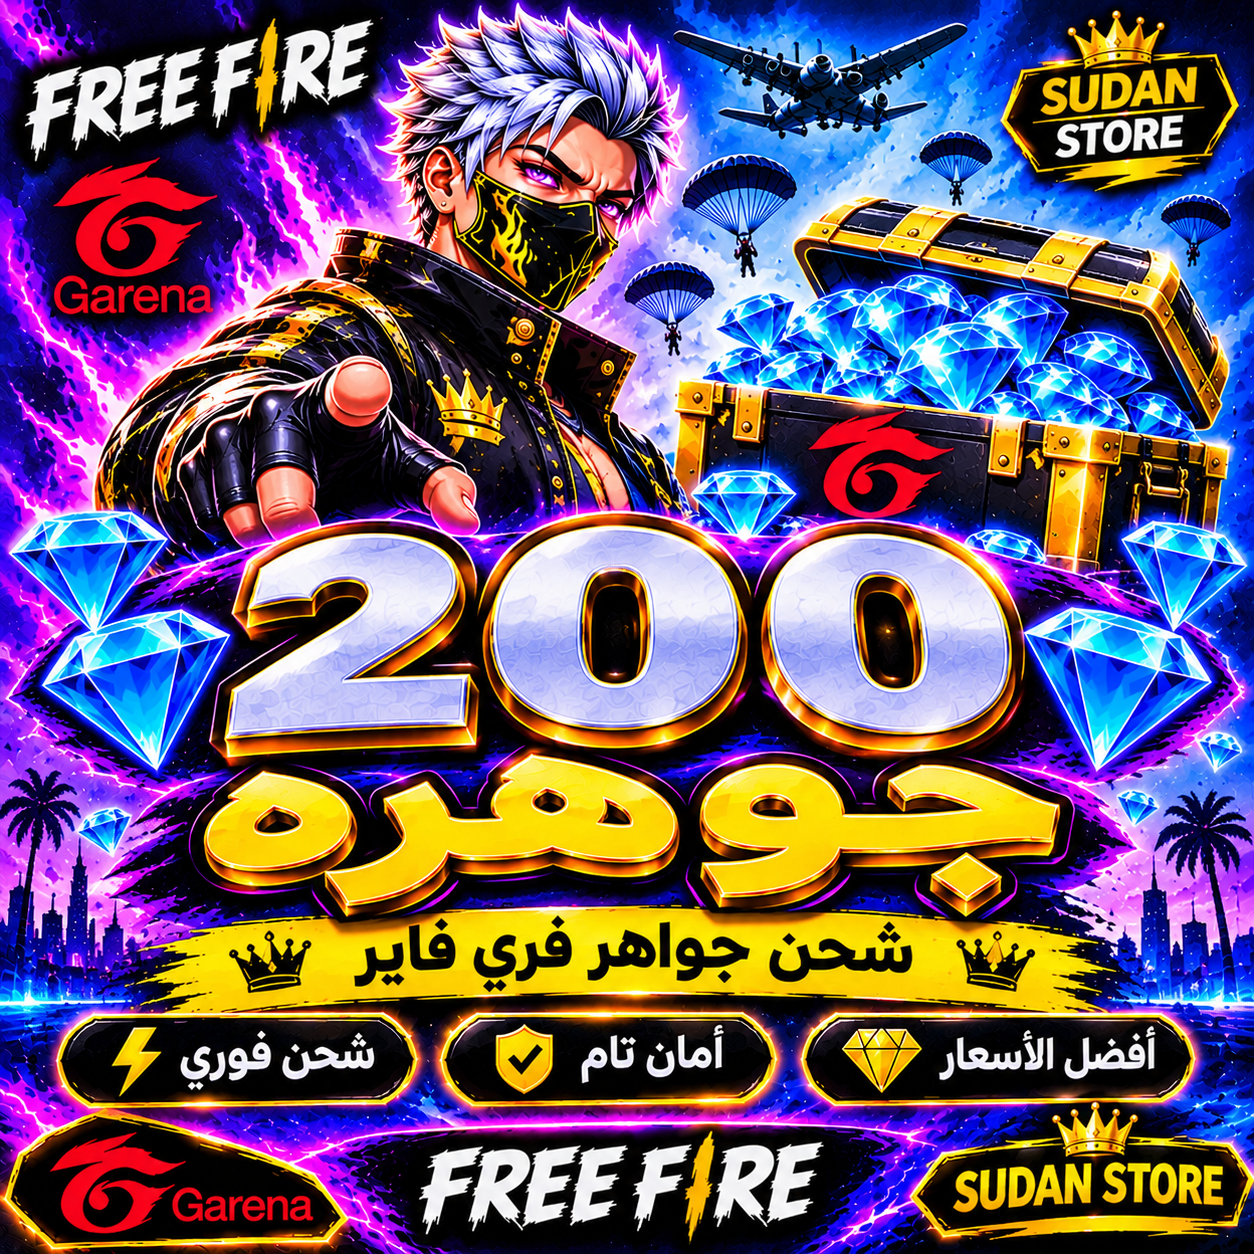 FREE FIRE
SUDAN
STORE
Garena
200
جوهره
شحن جواهر فري فاير
أفضل الأسعار
أمان تام
شحن فوري
Garena
FREE FIRE
SUDAN STORE